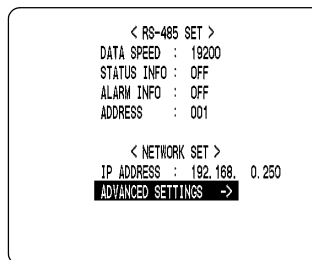 < RS-485 SET >
DATA SPEED : 19200
STATUS INFO : OFF
ALARM INFO : OFF
ADDRESS : 001
< NETWORK SET >
IP ADDRESS : 192.168. 0.250
ADVANCED SETTINGS ->